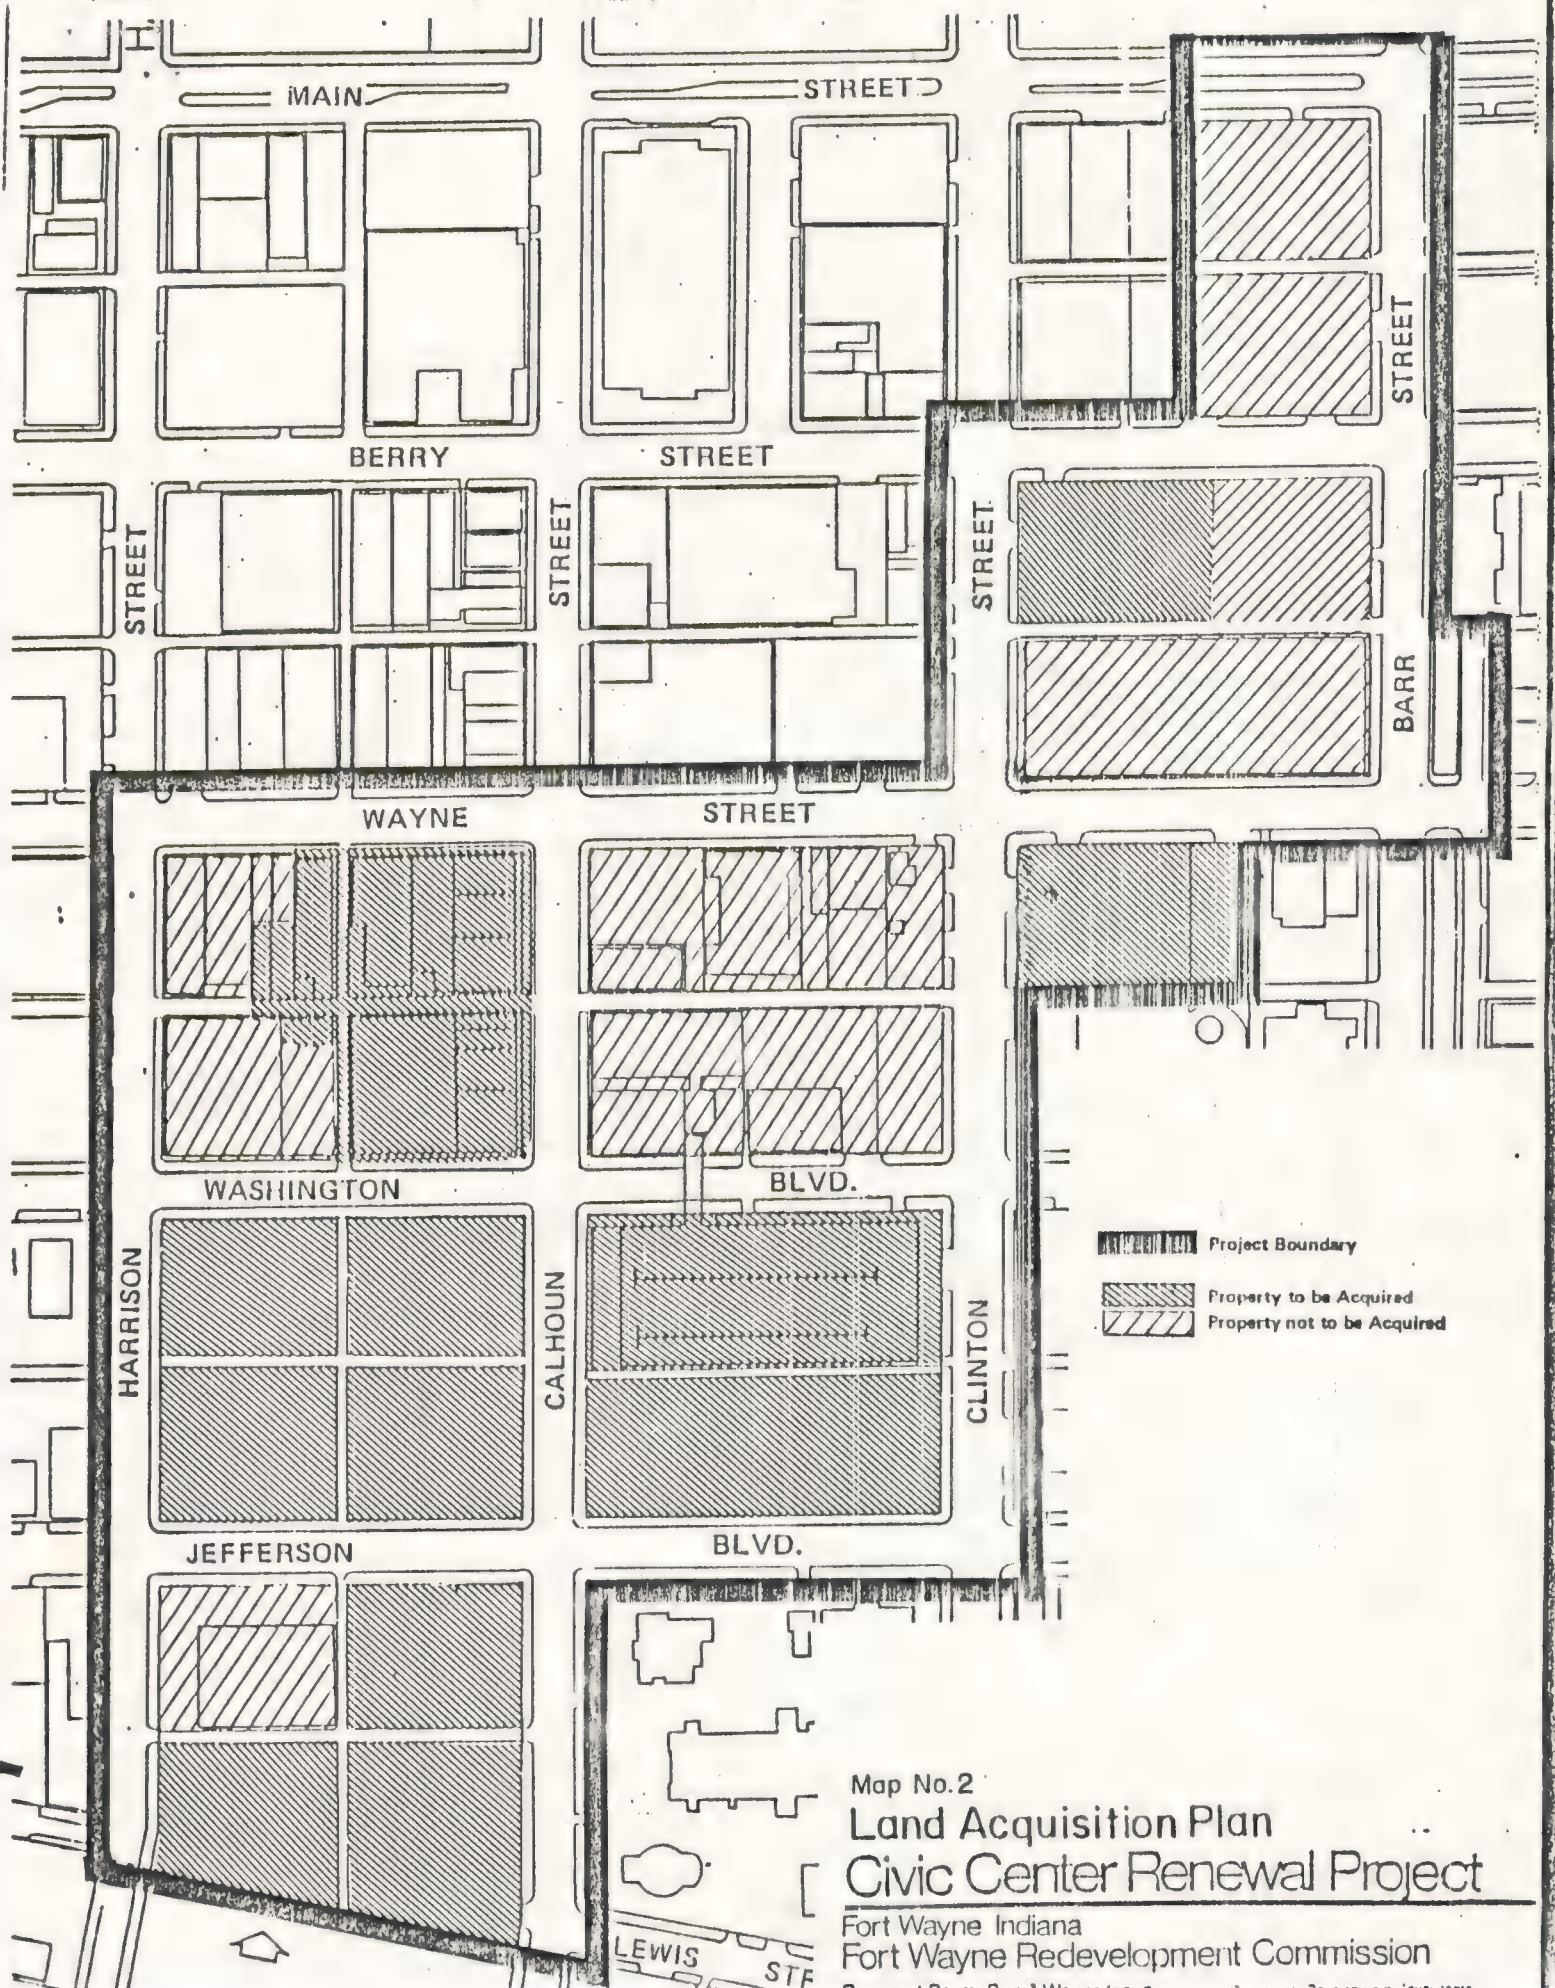 MAIN STREET
STREET
BERRY STREET
STREET
STREET
STREET
BARR
WAYNE STREET
WASHINGTON BLVD.
HARRISON
CALHOUN
CLINTON
Project Boundary
Property to be Acquired
Property not to be Acquired
JEFFERSON BLVD.
Map No.2
Land Acquisition Plan
Civic Center Renewal Project
Fort Wayne Indiana
Fort Wayne Redevelopment Commission
LEWIS